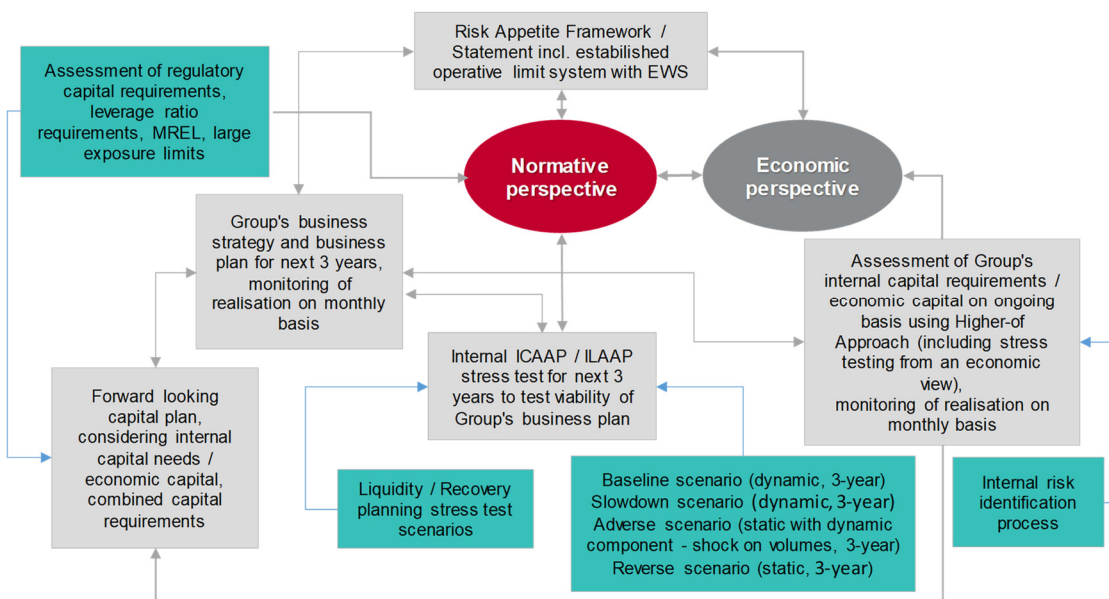 Risk Appetite Framework /
Statement incl. established
operative limit system with EWS
Assessment of regulatory
capital requirements,
leverage ratio
requirements, MREL, large
exposure limits
Normative
perspective
Economic
perspective
Group's business
strategy and business
plan for next 3 years,
monitoring of
realisation on monthly
basis
Assessment of Group's
internal capital requirements /
economic capital on ongoing
basis using Higher-of
Approach (including stress
testing from an economic
view),
monitoring of realisation on
monthly basis
Internal ICAAP / ILAAP
stress test for next 3
years to test viability of
Group's business plan
Forward looking
capital plan,
considering internal
capital needs /
economic capital,
combined capital
requirements
Liquidity / Recovery
planning stress test
scenarios
Baseline scenario (dynamic, 3-year)
Slowdown scenario (dynamic, 3-year)
Adverse scenario (static with dynamic
component - shock on volumes, 3-year)
Reverse scenario (static, 3-year)
Internal risk
identification
process